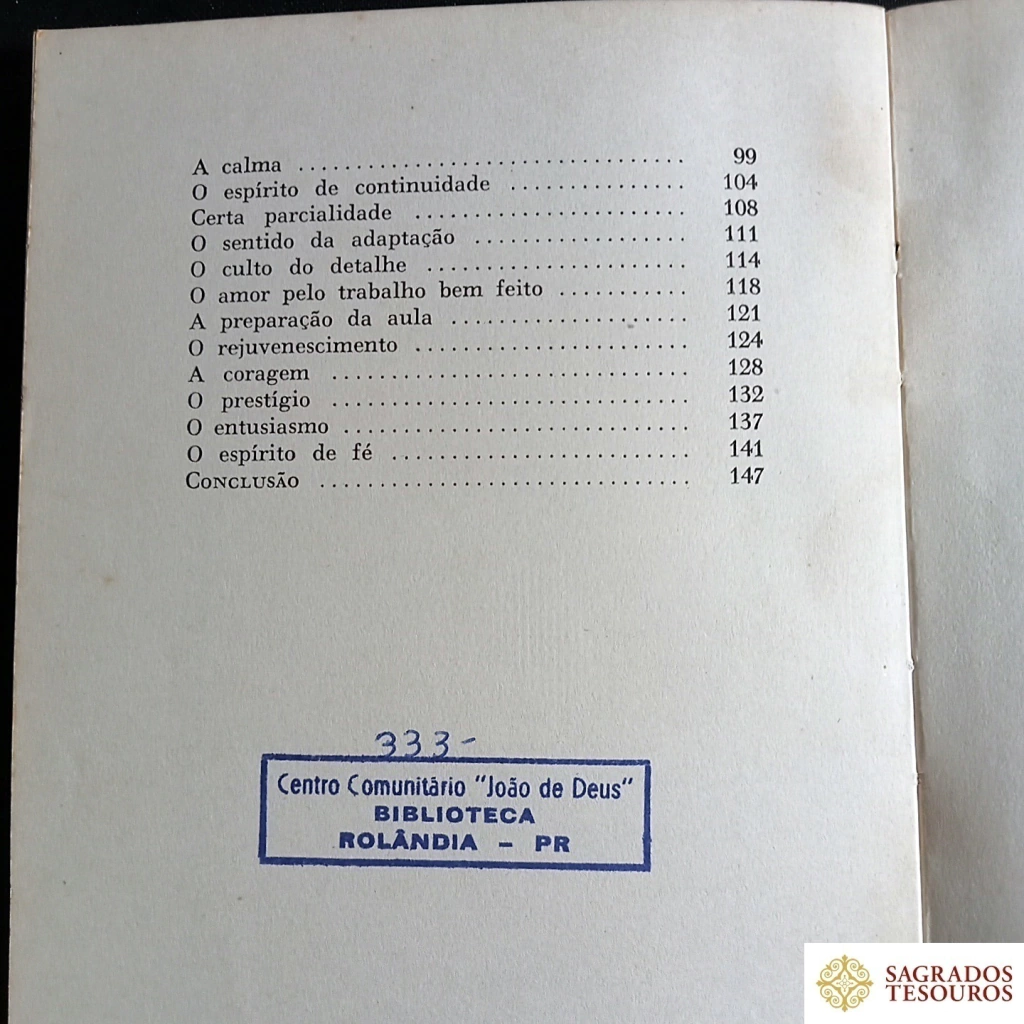 A calma ................................. 99
O espírito de continuidade ............... 104
Certa parcialidade ....................... 108
O sentido da adaptação .................. 111
O culto do detalhe ....................... 114
O amor pelo trabalho bem feito ........... 118
A preparação da aula ..................... 121
O rejuvenescimento ........................ 124
A coragem ............................... 128
O prestígio ............................... 132
O entusiasmo .............................. 137
O espírito de fé .......................... 141
CONCLUSÃO ................................ 147
333-
Centro Comunitário "João de Deus"
BIBLIOTECA
ROLÂNDIA – PR
SAGRADOS
TESOUROS